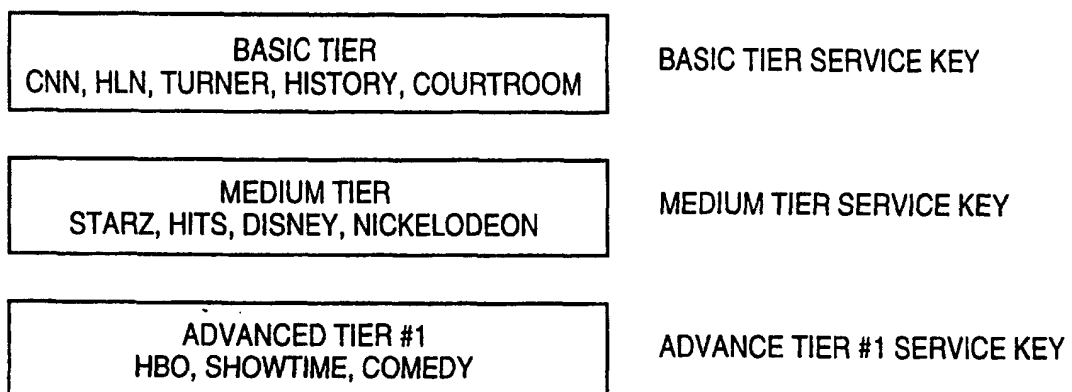 BASIC TIER
CNN, HLN, TURNER, HISTORY, COURTROOM
BASIC TIER SERVICE KEY
MEDIUM TIER
STARZ, HITS, DISNEY, NICKELODEON
MEDIUM TIER SERVICE KEY
ADVANCED TIER #1
HBO, SHOWTIME, COMEDY
ADVANCE TIER #1 SERVICE KEY